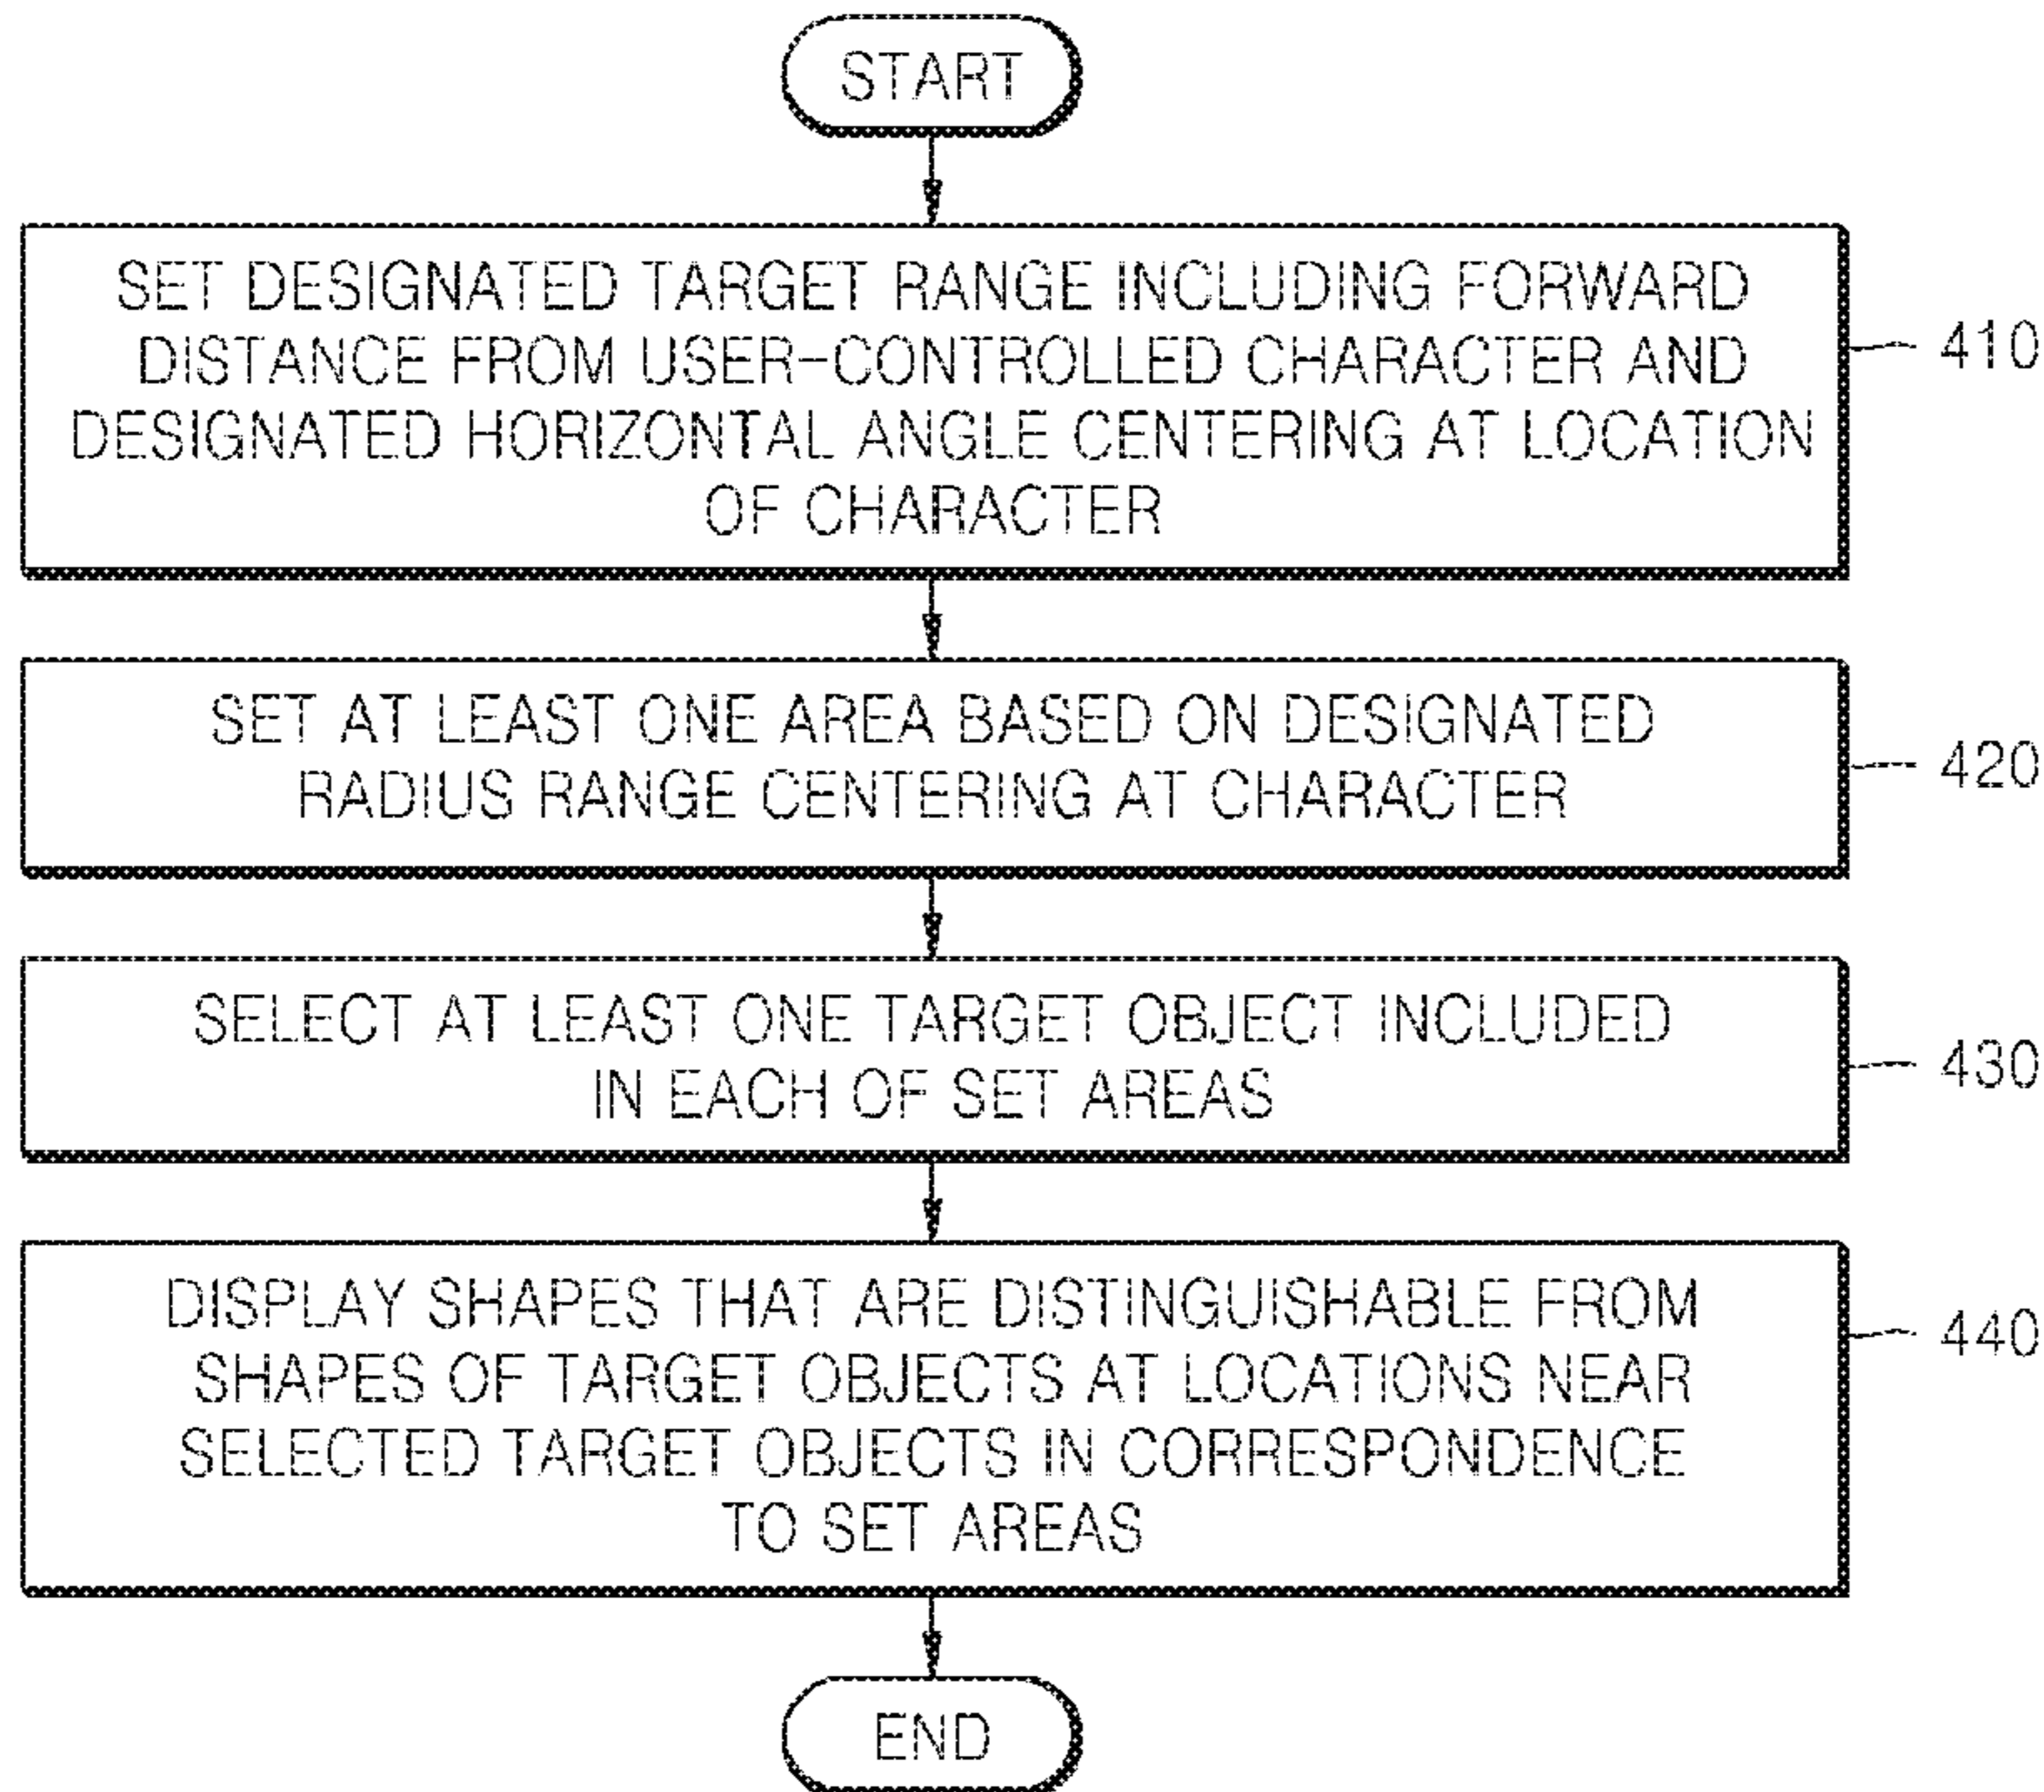 START
SET DESIGNATED TARGET RANGE INCLUDING FORWARD
DISTANCE FROM USER-CONTROLLED CHARACTER AND
DESIGNATED HORIZONTAL ANGLE CENTERING AT LOCATION
OF CHARACTER
410
SET AT LEAST ONE AREA BASED ON DESIGNATED
RADIUS RANGE CENTERING AT CHARACTER
420
SELECT AT LEAST ONE TARGET OBJECT INCLUDED
IN EACH OF SET AREAS
430
DISPLAY SHAPES THAT ARE DISTINGUISHABLE FROM
SHAPES OF TARGET OBJECTS AT LOCATIONS NEAR
SELECTED TARGET OBJECTS IN CORRESPONDENCE
TO SET AREAS
440
END